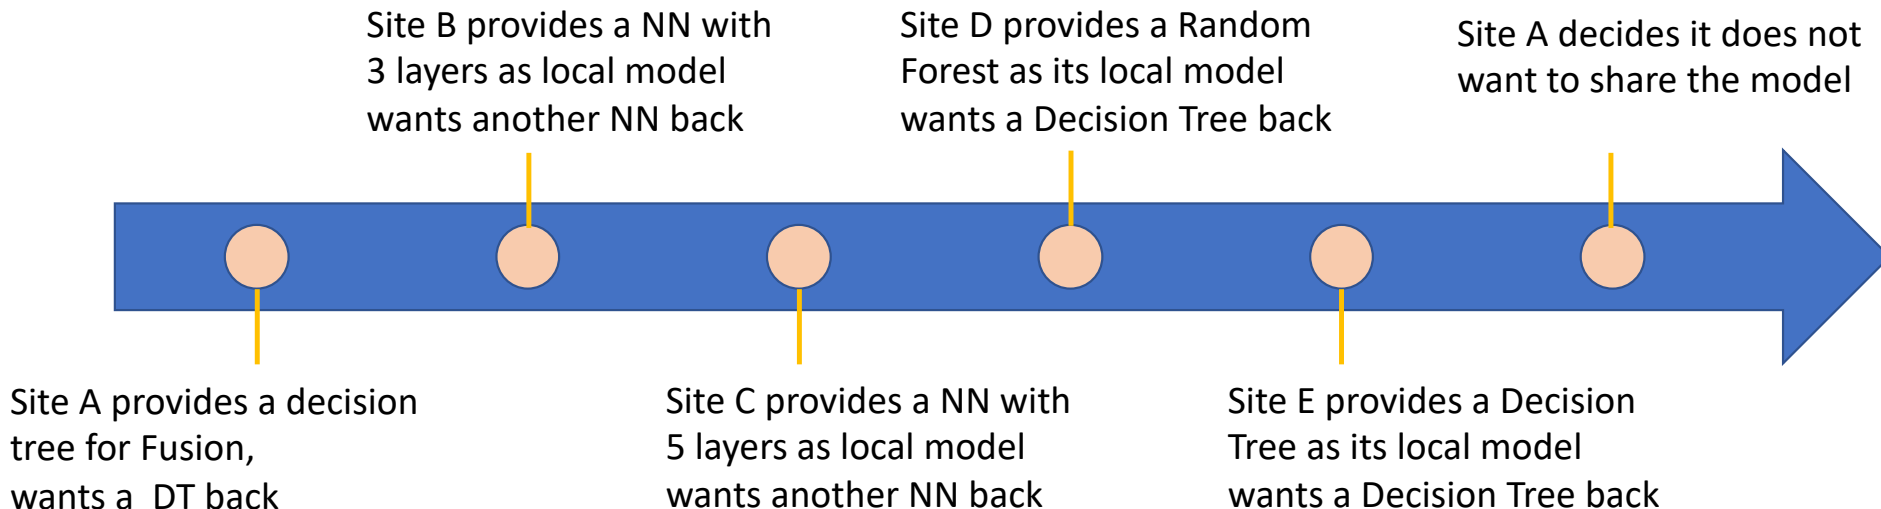 Site A provides a decision
tree for Fusion,
wants a  DT back
Site B provides a NN with
3 layers as local model
wants another NN back
Site C provides a NN with
5 layers as local model
wants another NN back
Site D provides a Random
Forest as its local model
wants a Decision Tree back
Site E provides a Decision
Tree as its local model
wants a Decision Tree back
Site A decides it does not
want to share the model